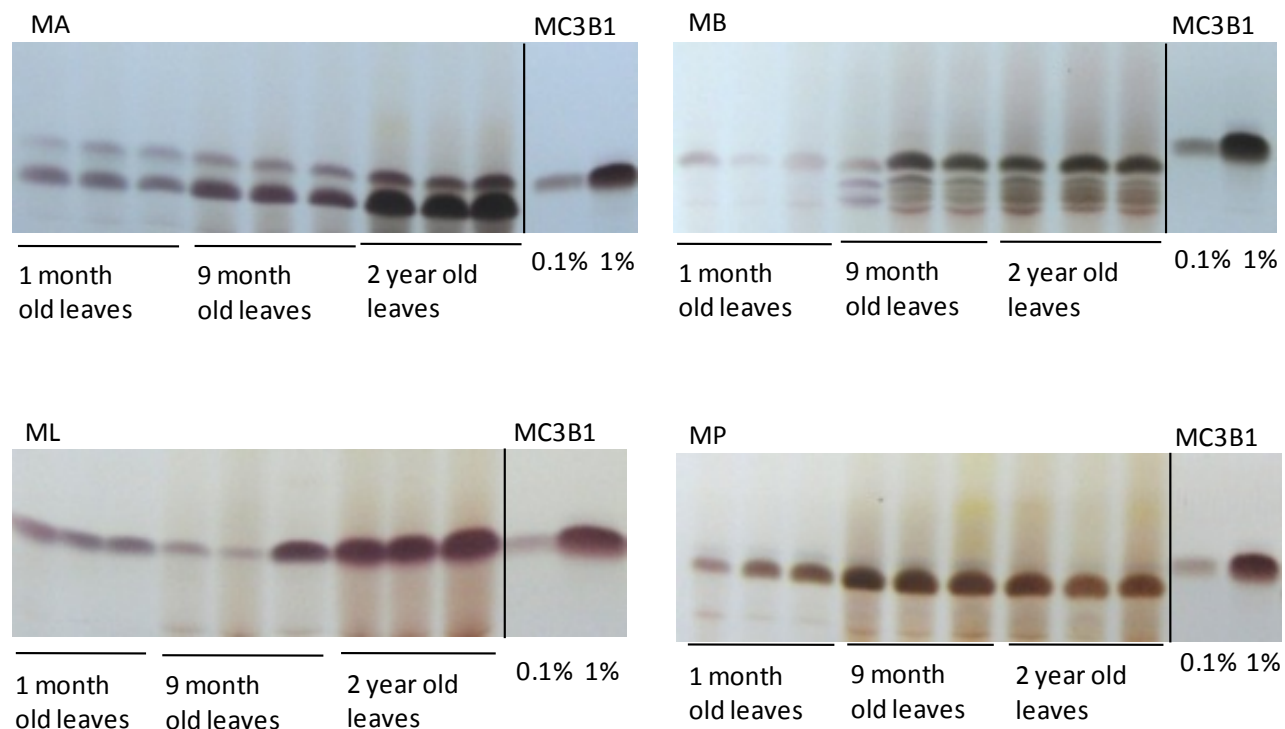 MA
MC3B1
1 month
old leaves
9 month
old leaves
2 year old
leaves
0.1% 1%
MB
MC3B1
1 month
old leaves
9 month
old leaves
2 year old
leaves
0.1% 1%
ML
MC3B1
1 month
old leaves
9 month
old leaves
2 year old
leaves
0.1% 1%
MP
MC3B1
1 month
old leaves
9 month
old leaves
2 year old
leaves
0.1% 1%